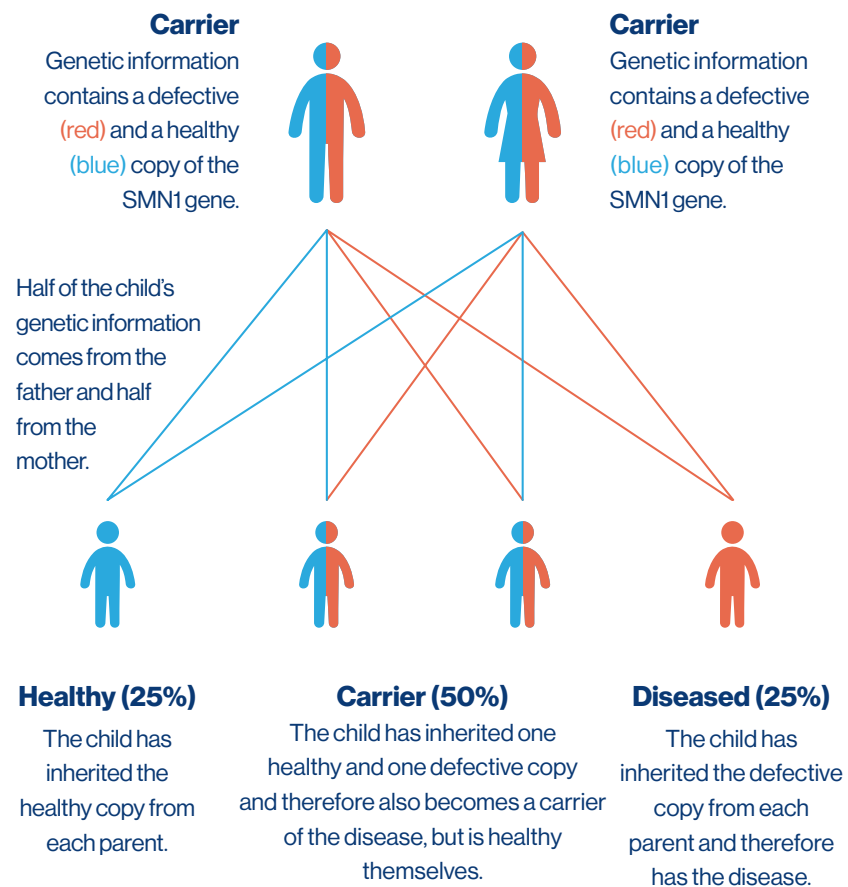 Carrier
Genetic information
contains a defective
(red) and a healthy
(blue) copy of the
SMN1 gene.
Carrier
Genetic information
contains a defective
(red) and a healthy
(blue) copy of the
SMN1 gene.
Half of the child’s
genetic information
comes from the
father and half
from the
mother.
Healthy (25%)
The child has
inherited the
healthy copy from
each parent.
Carrier (50%)
The child has inherited one
healthy and one defective copy
and therefore also becomes a carrier
of the disease, but is healthy
themselves.
Diseased (25%)
The child has
inherited the defective
copy from each
parent and therefore
has the disease.